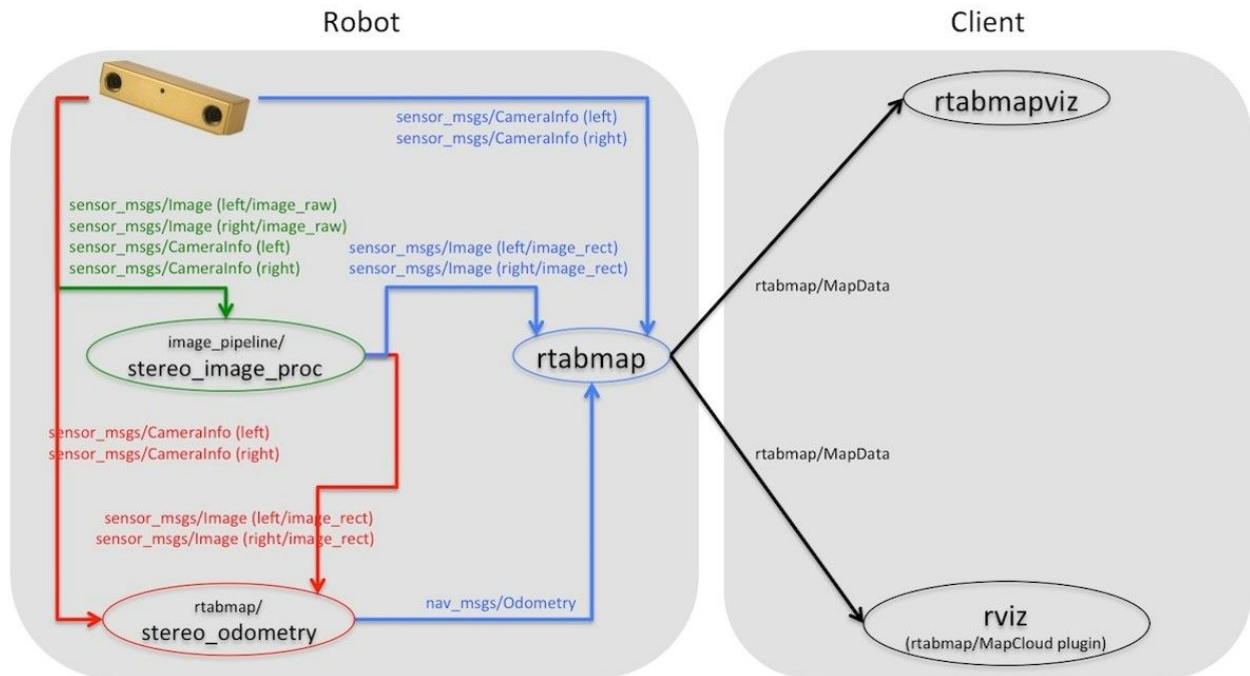 Robot
Client
sensor_msgs/CameraInfo (left)
sensor_msgs/CameraInfo (right)
rtabmapviz
sensor_msgs/Image (left/image_raw)
sensor_msgs/Image (right/image_raw)
sensor_msgs/CameraInfo (left)
sensor_msgs/CameraInfo (right)
sensor_msgs/Image (left/image_rect)
sensor_msgs/Image (right/image_rect)
rtabmap/MapData
image_pipeline/
stereo_image_proc
rtabmap
sensor_msgs/CameraInfo (left)
sensor_msgs/CameraInfo (right)
rtabmap/MapData
sensor_msgs/Image (left/image_rect)
sensor_msgs/Image (right/image_rect)
rtabmap/
stereo_odometry
nav_msgs/Odometry
rviz
(rtabmap/MapCloud plugin)